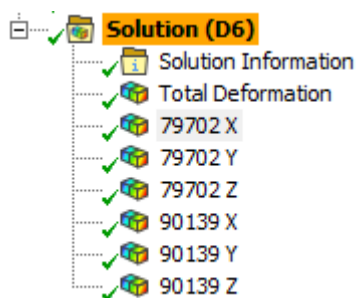 Solution (D6)
Solution Information
Total Deformation
79702 X
79702 Y
79702 Z
90139 X
90139 Y
90139 Z